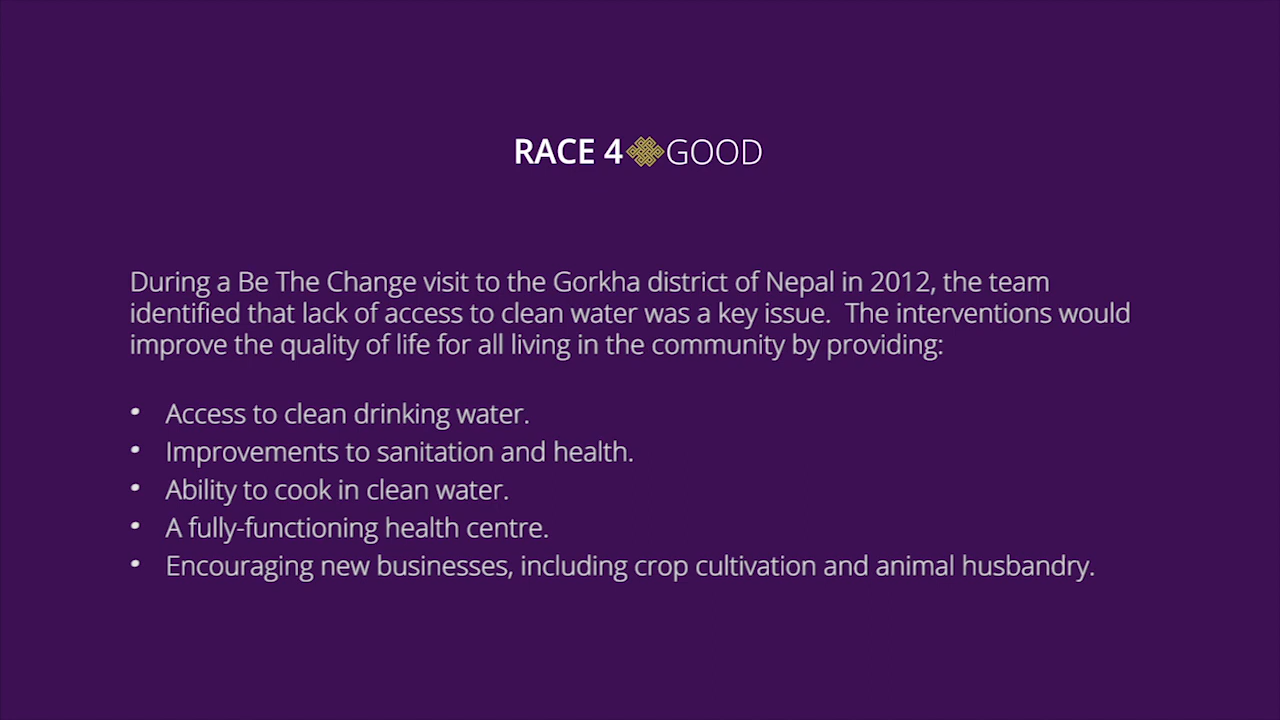 RACE 4 GOOD
During a Be The Change visit to the Gorkha district of Nepal in 2012, the team
identified that lack of access to clean water was a key issue.  The interventions would
improve the quality of life for all living in the community by providing:
• Access to clean drinking water.
• Improvements to sanitation and health.
• Ability to cook in clean water.
• A fully-functioning health centre.
• Encouraging new businesses, including crop cultivation and animal husbandry.